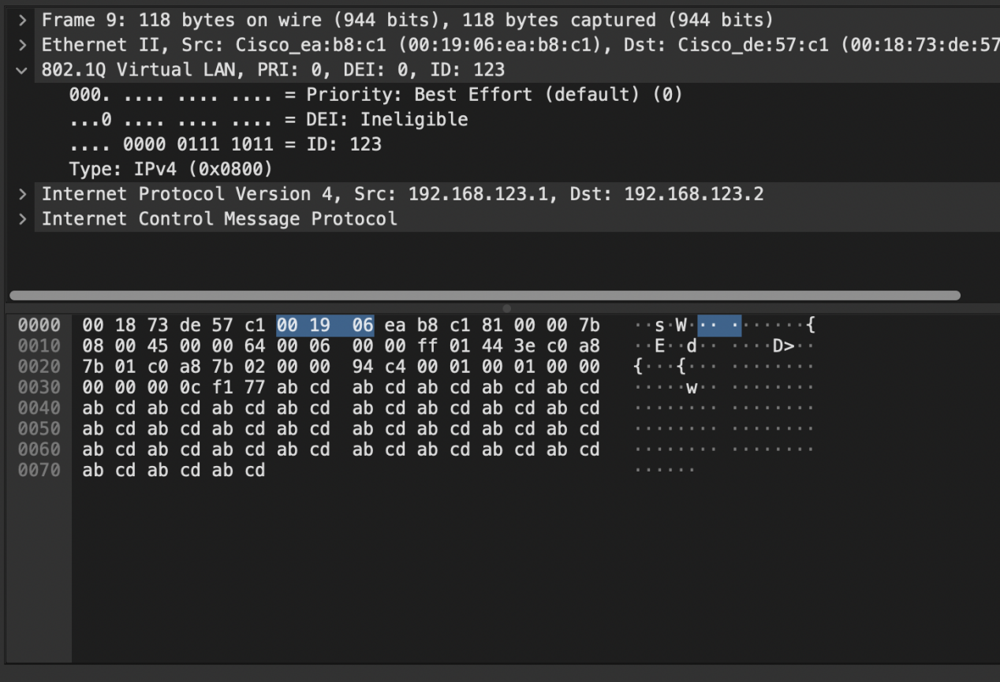 > Frame 9: 118 bytes on wire (944 bits), 118 bytes captured (944 bits)
> Ethernet II, Src: Cisco_ea:b8:c1 (00:19:06:ea:b8:c1), Dst: Cisco_de:57:c1 (00:18:73:de:57
802.1Q Virtual LAN, PRI: 0, DEI: 0, ID: 123
000. .... .... .... = Priority: Best Effort (default) (0)
...0 .... .... .... = DEI: Ineligible
.... 0000 0111 1011 = ID: 123
Type: IPv4 (0x0800)
> Internet Protocol Version 4, Src: 192.168.123.1, Dst: 192.168.123.2
> Internet Control Message Protocol
0000 00 18 73 de 57 c1 00 19 06 ea b8 c1 81 00 00 7b ··s·W··· ·······{
0010 08 00 45 00 00 64 00 06 00 00 ff 01 44 3e c0 a8 ··E··d·· ····D>··
0020 7b 01 c0 a8 7b 02 00 00 94 c4 00 01 00 01 00 00 {···{··· ········
0030 00 00 00 0c f1 77 ab cd ab cd ab cd ab cd ab cd ·····w·· ········
0040 ab cd ab cd ab cd ab cd ab cd ab cd ab cd ab cd ········ ········
0050 ab cd ab cd ab cd ab cd ab cd ab cd ab cd ab cd ········ ········
0060 ab cd ab cd ab cd ab cd ab cd ab cd ab cd ab cd ········ ········
0070 ab cd ab cd ab cd ······